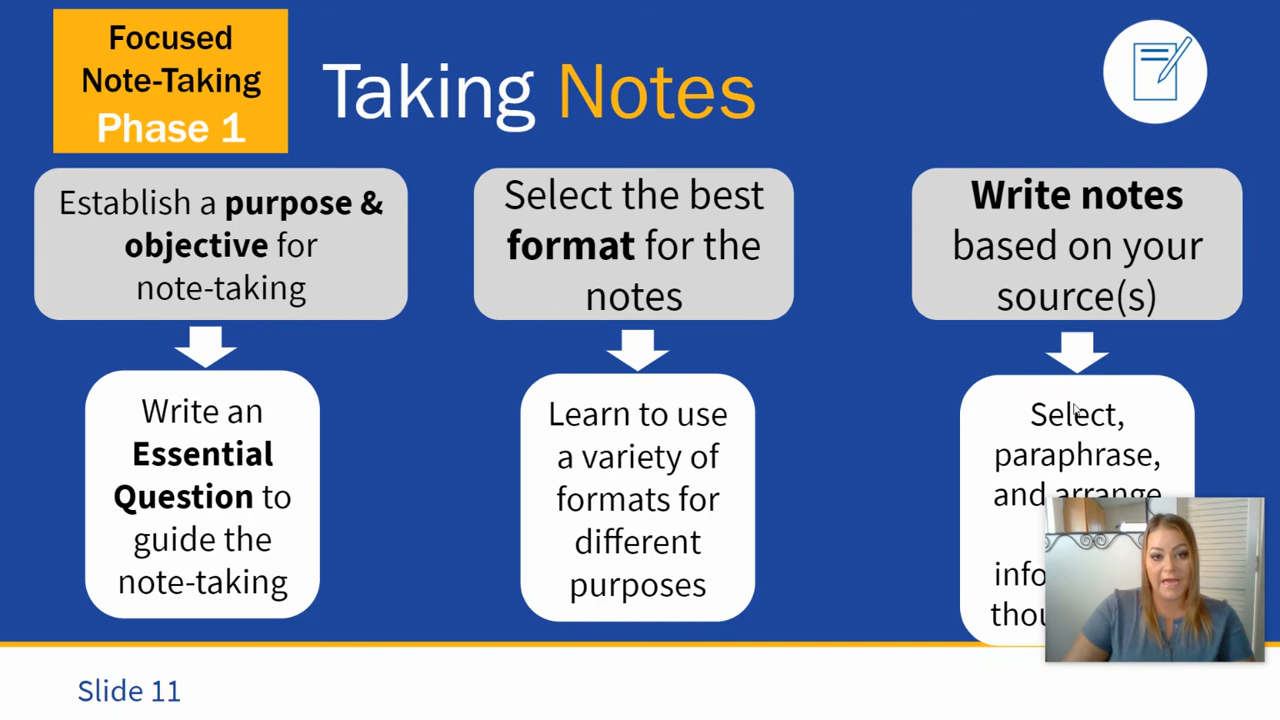 Focused
Note-Taking
Phase 1
Taking Notes
Establish a purpose &
objective for
note-taking
Select the best
format for the
notes
Write notes
based on your
source(s)
Write an
Essential
Question to
guide the
note-taking
Learn to use
a variety of
formats for
different
purposes
Select,
paraphrase,
and arrange
Slide 11